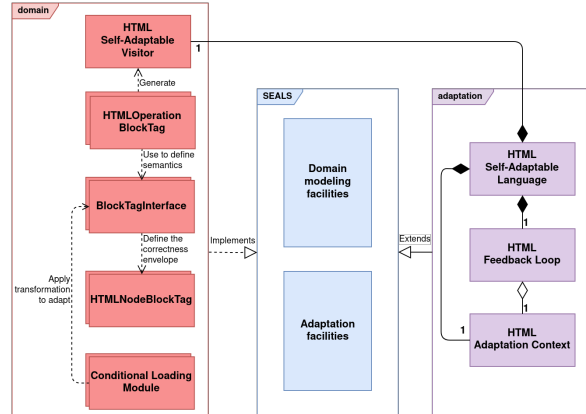 domain
HTML
Self-Adaptable
Visitor
1
Generate
HTMLOperation
BlockTag
Use to define
semantics
BlockTagInterface
Define the
correctness
envelope
HTMLNodeBlockTag
Apply
transformation
to adapt
Conditional Loading
Module
Implements
SEALS
Domain
modeling
facilities
Adaptation
facilities
Extends
adaptation
HTML
Self-Adaptable
Language
1
HTML
Feedback Loop
1
1
HTML
Adaptation Context